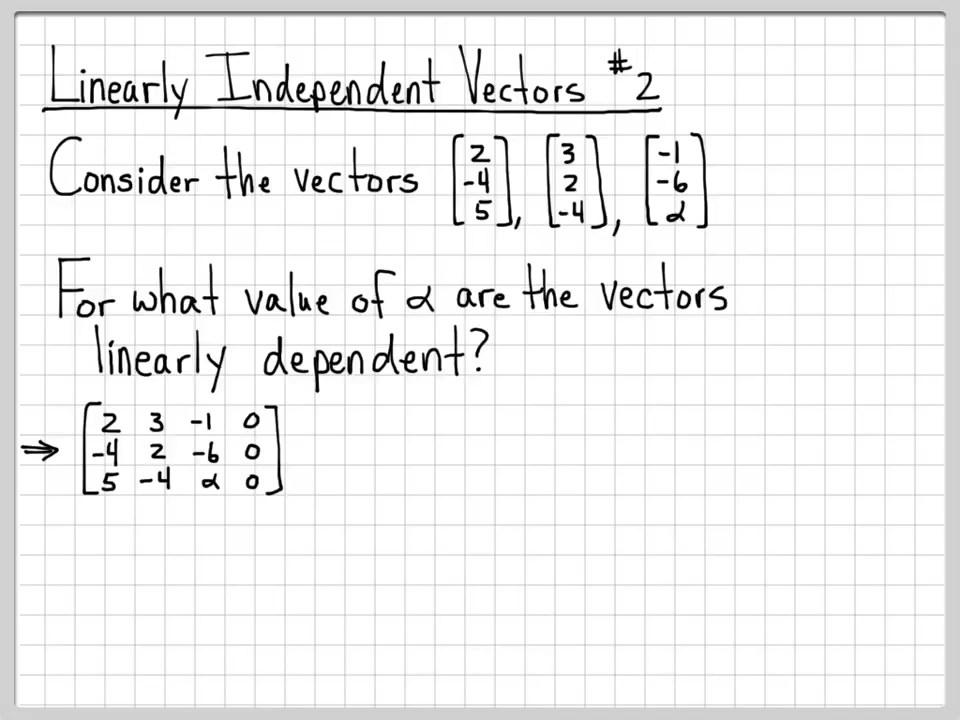 Linearly Independent Vectors #2
Consider the vectors [2 -4 5], [3 2 -4], [-1 -6 α]
For what value of α are the vectors
linearly dependent?
⇒ [2 3 -1 0
-4 2 -6 0
5 -4 α 0]